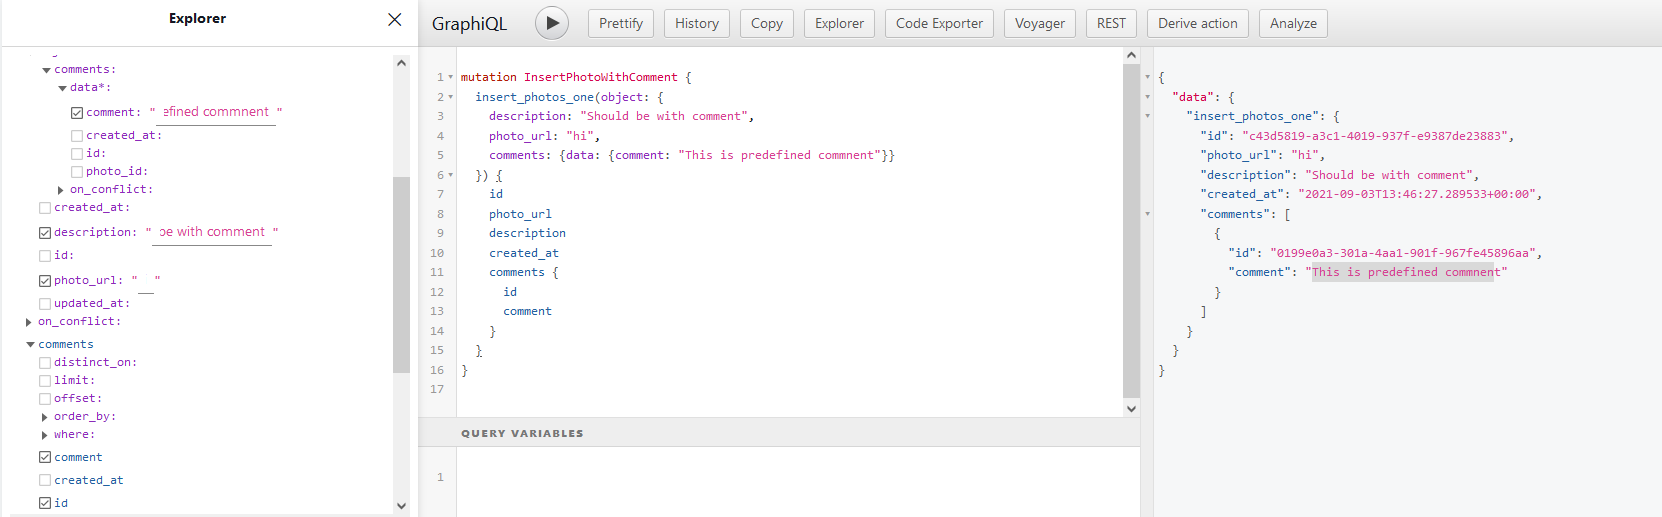 Explorer
comments:
data*:
comment: " efined commnent "
created_at:
id:
photo_id:
on_conflict:
created_at:
description: " be with comment "
id:
photo_url: " "
updated_at:
on_conflict:
comments
distinct_on:
limit:
offset:
order_by:
where:
comment
created_at
id
GraphiQL Prettify History Copy Explorer Code Exporter Voyager REST Derive action Analyze
1 mutation InsertPhotoWithComment {
2 insert_photos_one(object: {
3 description: "Should be with comment",
4 photo_url: "hi",
5 comments: {data: {comment: "This is predefined commnent"}}
6 }) {
7 id
8 photo_url
9 description
10 created_at
11 comments {
12 id
13 comment
14 }
15 }
16 }
17
QUERY VARIABLES
1
{
"data": {
"insert_photos_one": {
"id": "c43d5819-a3c1-4019-937f-e9387de23883",
"photo_url": "hi",
"description": "Should be with comment",
"created_at": "2021-09-03T13:46:27.289533+00:00",
"comments": [
{
"id": "0199e0a3-301a-4aa1-901f-967fe45896aa",
"comment": "This is predefined commnent"
}
]
}
}
}